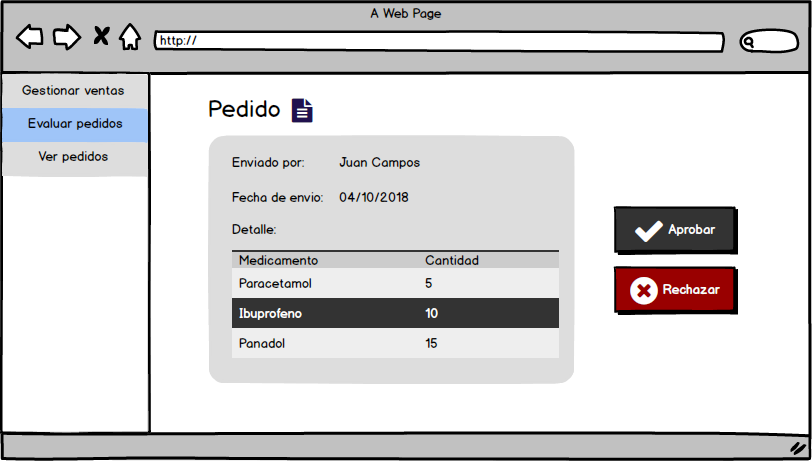 A Web Page
http://
Gestionar ventas
Evaluar pedidos
Ver pedidos
Pedido
Enviado por: Juan Campos
Fecha de envio: 04/10/2018
Detalle:
Medicamento Cantidad
Paracetamol 5
Ibuprofeno 10
Panadol 15
Aprobar
Rechazar